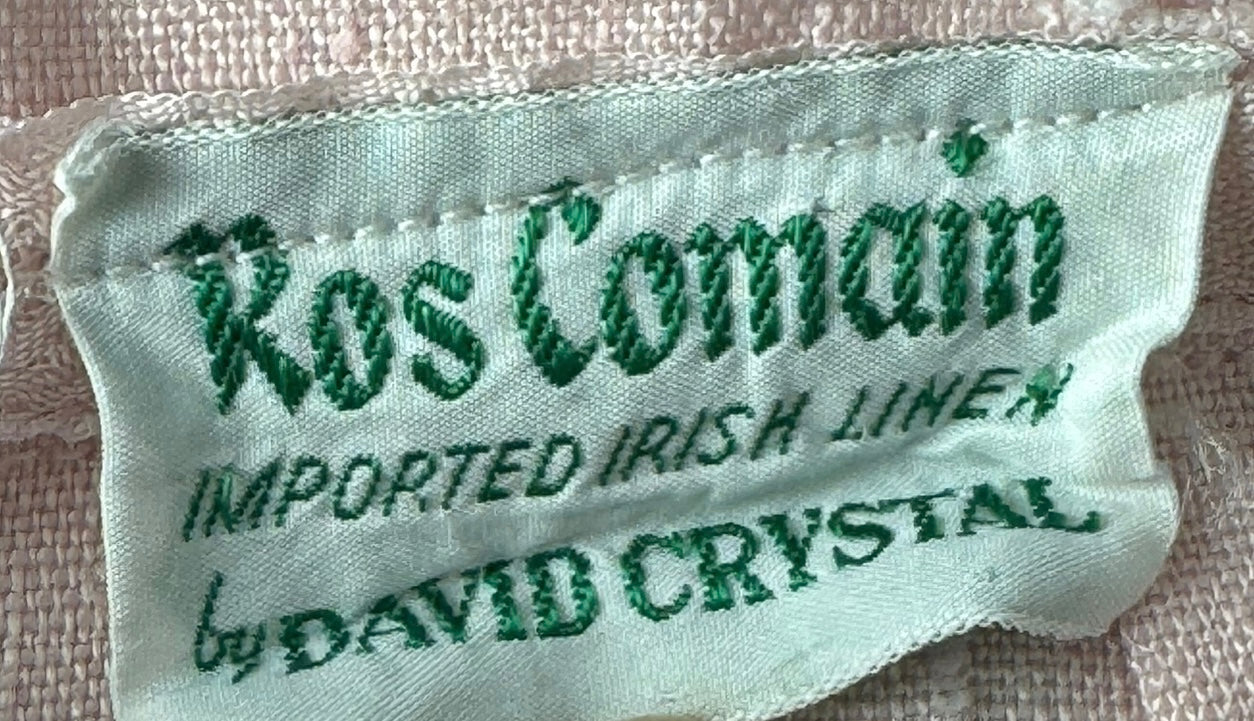 Ros Comain
IMPORTED IRISH LINEN
by DAVID CRYSTAL